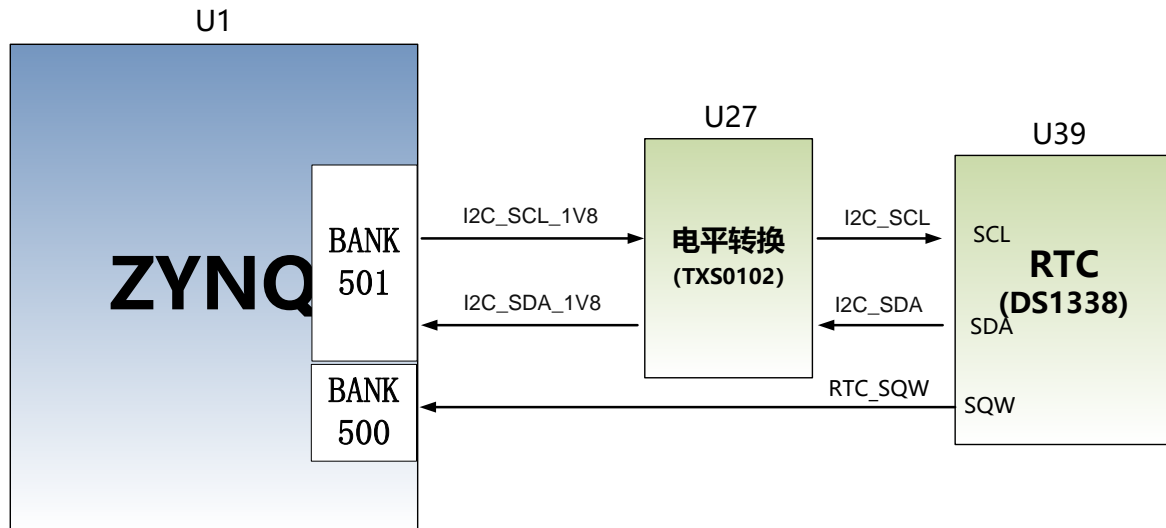 U1
ZYNQ
BANK
501
BANK
500
I2C_SCL_1V8
I2C_SDA_1V8
U27
电平转换
(TXS0102)
I2C_SCL
I2C_SDA
RTC_SQW
U39
SCL
RTC
(DS1338)
SDA
SQW